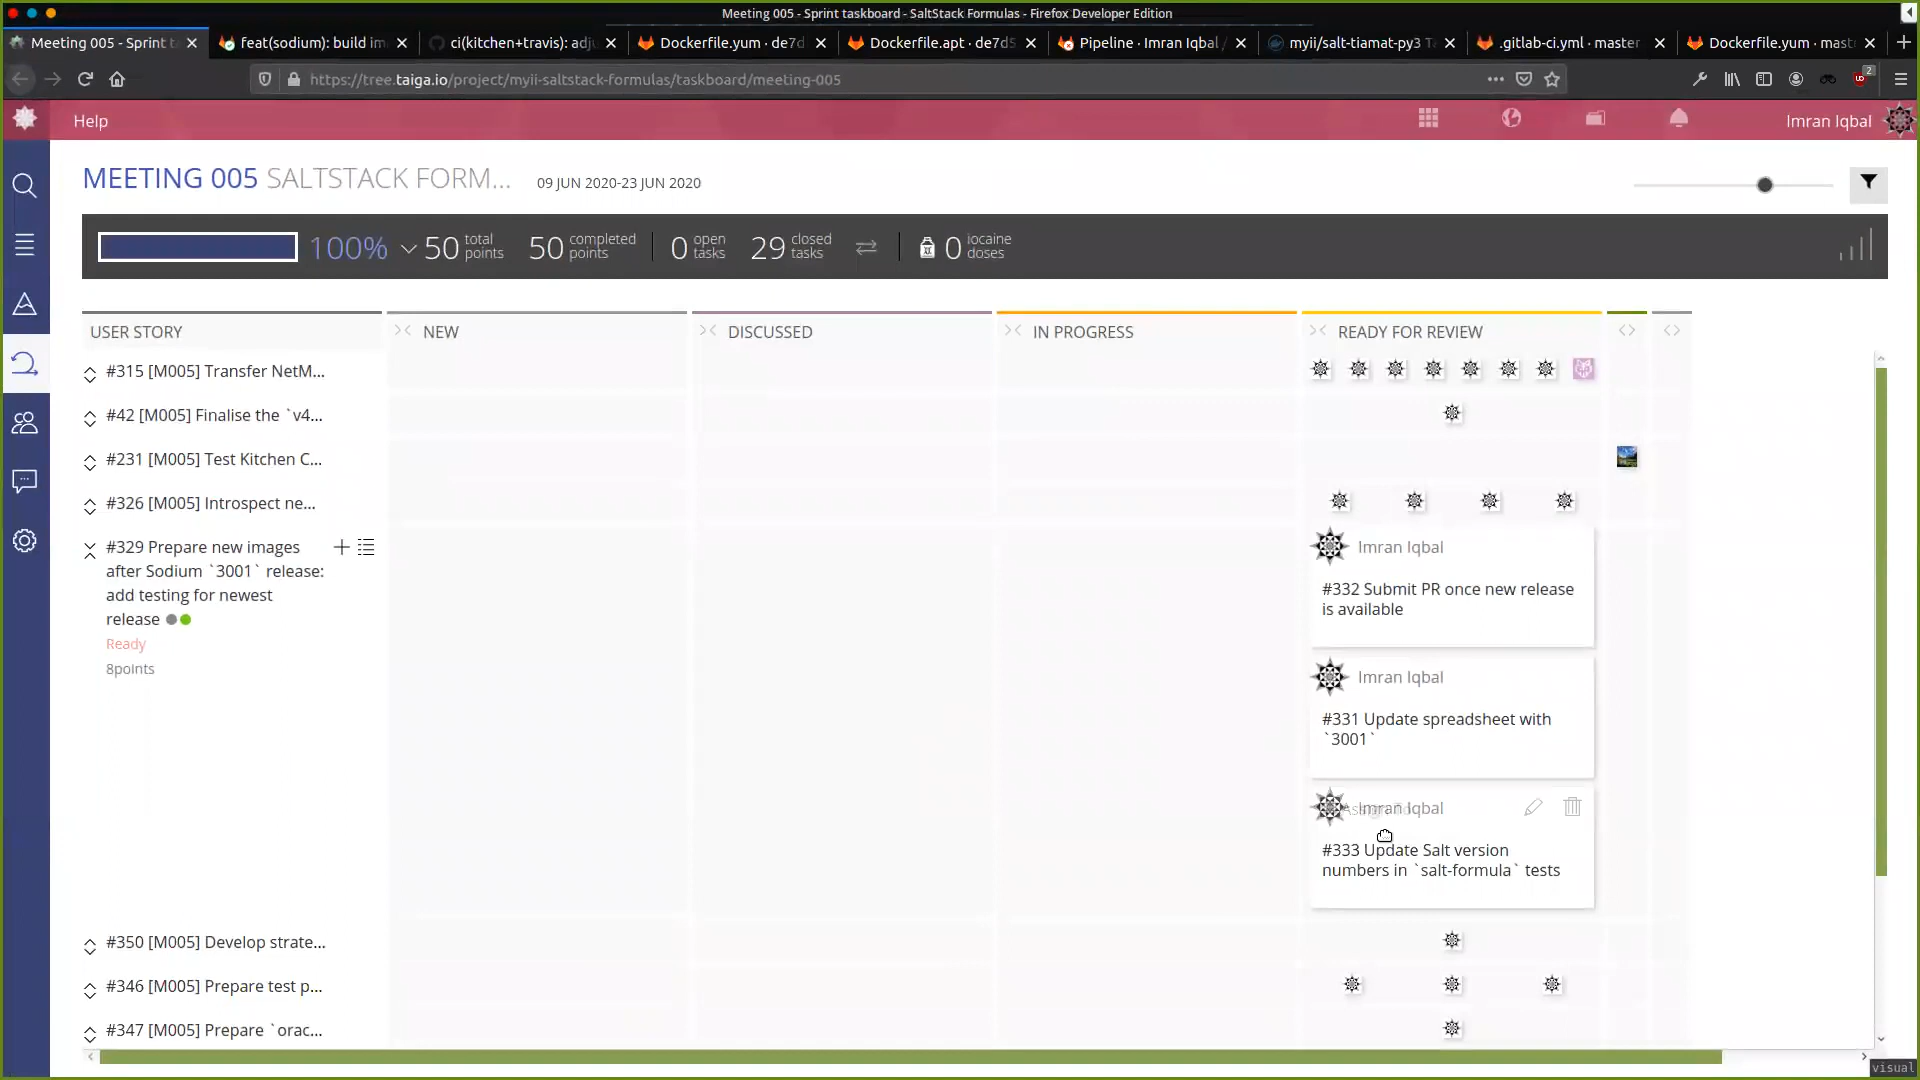 Meeting 005 - Sprint taskboard - SaltStack Formulas - Firefox Developer Edition
Meeting 005 - Sprint t
feat(sodium): build im
ci(kitchen+travis): adju
Dockerfile.yum · de7d
Dockerfile.apt · de7d5
Pipeline · Imran Iqbal /
myii/salt-tiamat-py3 T
.gitlab-ci.yml · master
Dockerfile.yum · mast
https://tree.taiga.io/project/myii-saltstack-formulas/taskboard/meeting-005
2
Help
Imran Iqbal
MEETING 005 SALTSTACK FORM...
09 JUN 2020-23 JUN 2020
100%
50 total points
50 completed points
0 open tasks
29 closed tasks
0 iocaine doses
USER STORY
NEW
DISCUSSED
IN PROGRESS
READY FOR REVIEW
#315 [M005] Transfer NetM...
#42 [M005] Finalise the `v4...
#231 [M005] Test Kitchen C...
#326 [M005] Introspect ne...
#329 Prepare new images
after Sodium `3001` release:
add testing for newest
release
Ready
8points
Imran Iqbal
#332 Submit PR once new release
is available
Imran Iqbal
#331 Update spreadsheet with
`3001`
Imran Iqbal
#333 Update Salt version
numbers in `salt-formula` tests
#350 [M005] Develop strate...
#346 [M005] Prepare test p...
#347 [M005] Prepare `orac...
visual